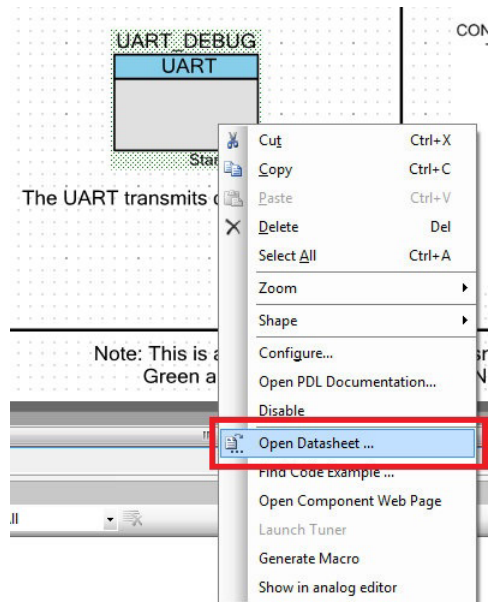 CON
UART_DEBUG
UART
Star
The UART transmits
Cut Ctrl+X
Copy Ctrl+C
Paste Ctrl+V
Delete Del
Select All Ctrl+A
Zoom
Shape
Configure...
Open PDL Documentation...
Disable
Open Datasheet ...
Find Code Example ...
Open Component Web Page
Launch Tuner
Generate Macro
Show in analog editor
Note: This is a
Green a